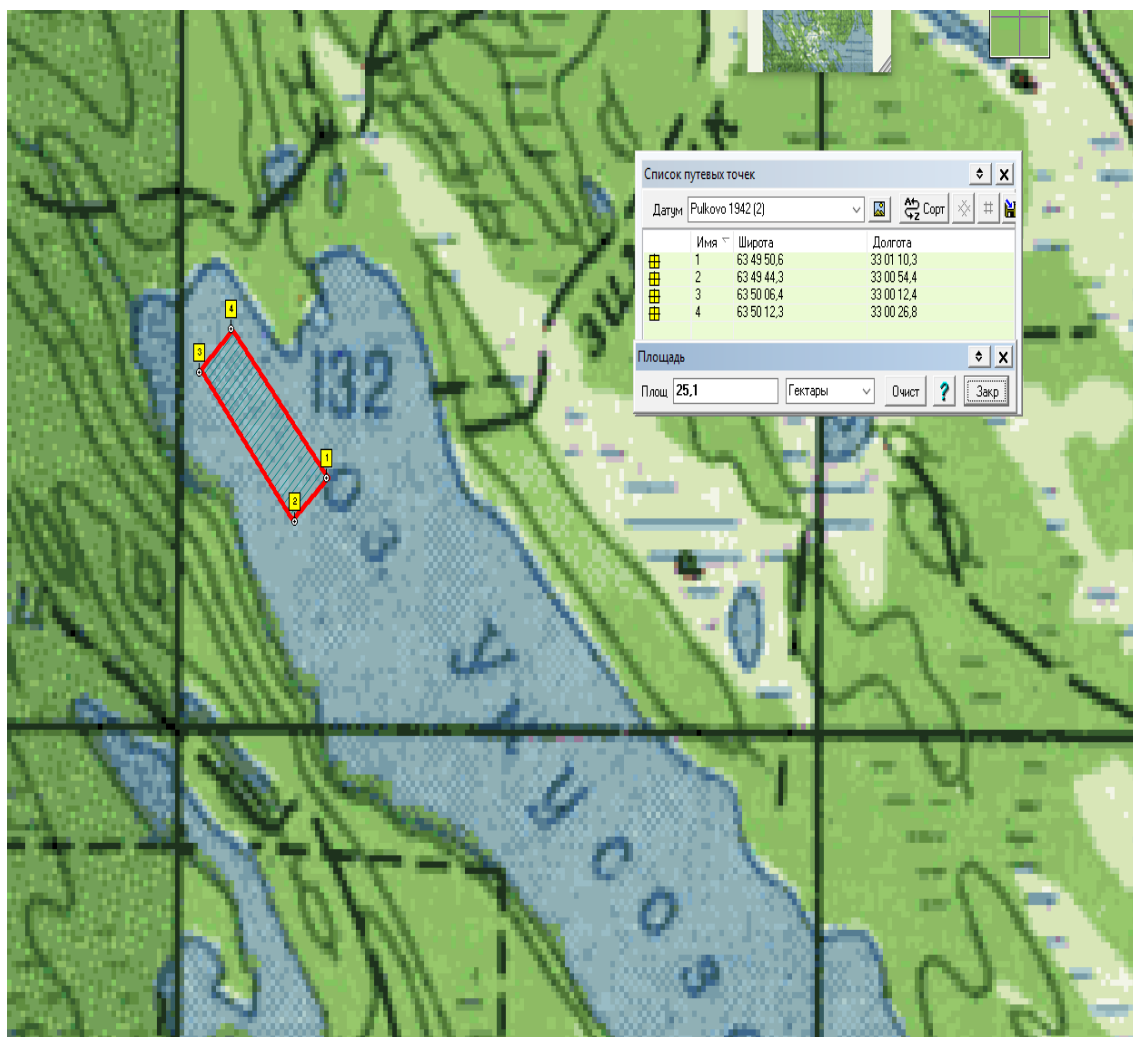 Список путевых точек
Датум Pulkovo 1942 (2) Сорт
Имя Широта Долгота
1 63 49 50,6 33 01 10,3
2 63 49 44,3 33 00 54,4
3 63 50 06,4 33 00 12,4
4 63 50 12,3 33 00 26,8
Площадь
Площ 25,1 Гектары Очист ? Закр
4
3
132
1
2
оз